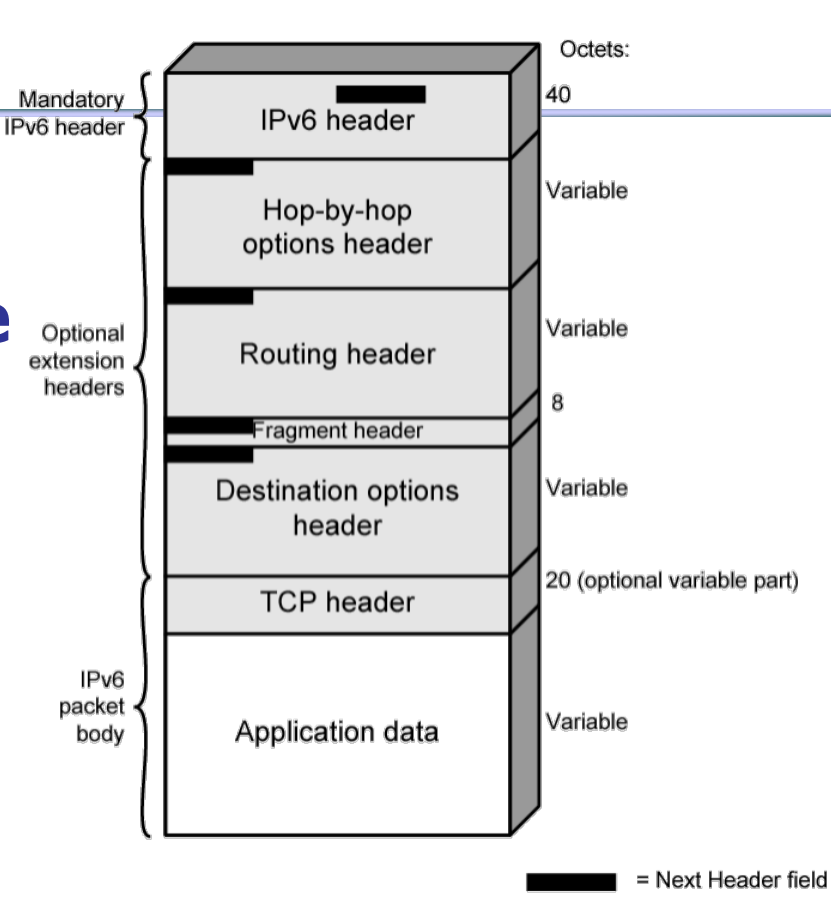 Octets:
Mandatory
IPv6 header
IPv6 header
40
Hop-by-hop
options header
Variable
e
Optional
extension
headers
Routing header
Variable
8
Fragment header
Destination options
header
Variable
TCP header
20 (optional variable part)
IPv6
packet
body
Application data
Variable
= Next Header field